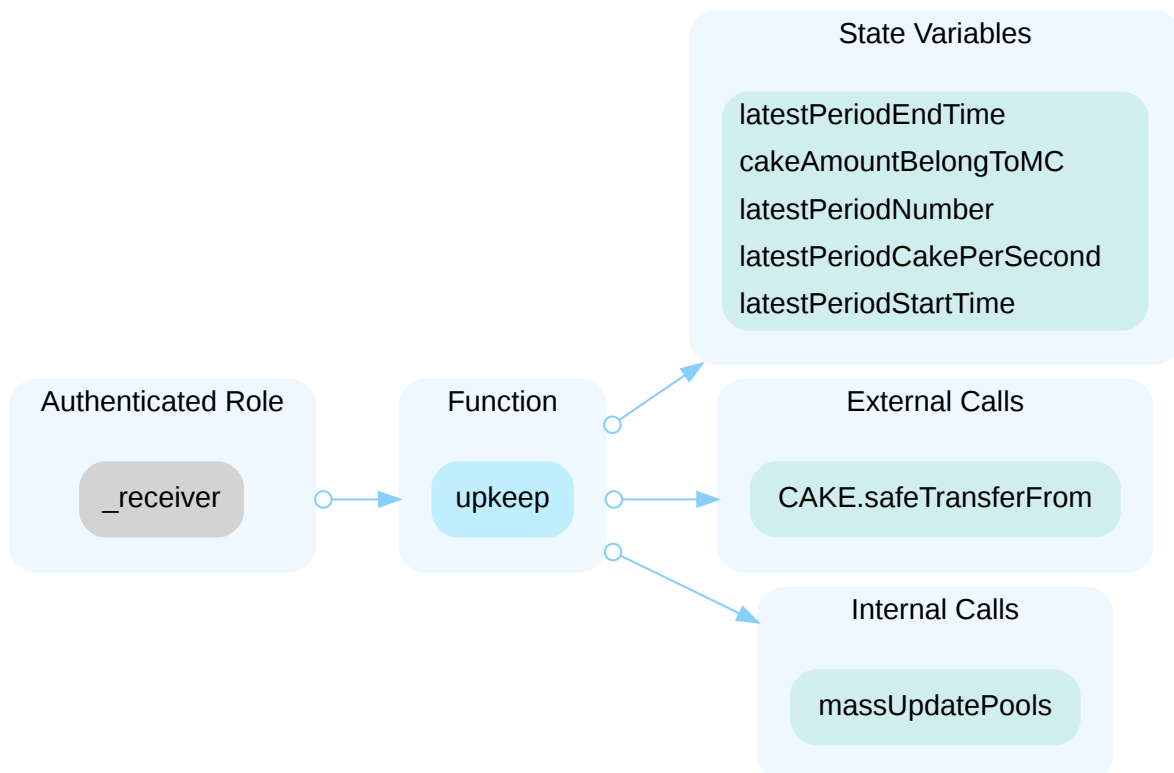 State Variables
latestPeriodEndTime
cakeAmountBelongToMC
latestPeriodNumber
latestPeriodCakePerSecond
latestPeriodStartTime
Authenticated Role
_receiver
Function
upkeep
External Calls
CAKE.safeTransferFrom
Internal Calls
massUpdatePools